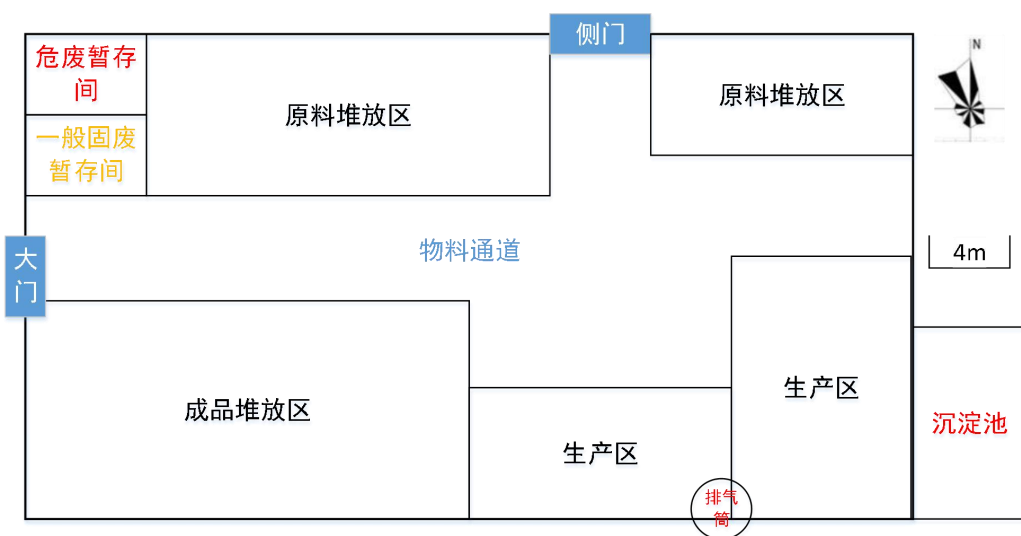 侧门
N
危废暂存
间
原料堆放区
原料堆放区
一般固废
暂存间
大
门
物料通道
4m
生产区
成品堆放区
沉淀池
生产区
排气
筒